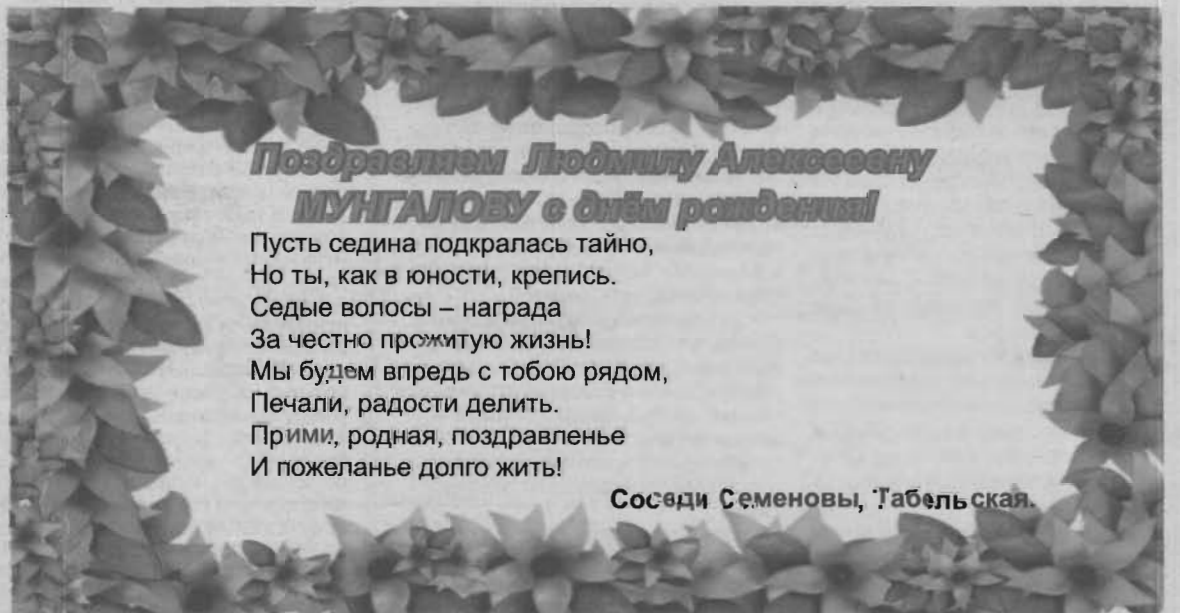 Поздравляем Людмилу Алексеевну
МУНГАЛОВУ с днём рождения!
Пусть седина подкралась тайно,
Но ты, как в юности, крепись.
Седые волосы – награда
За честно прожитую жизнь!
Мы будем впредь с тобою рядом,
Печали, радости делить.
Прими, родная, поздравленье
И пожеланье долго жить!
Соседи Семеновы, Табельская.